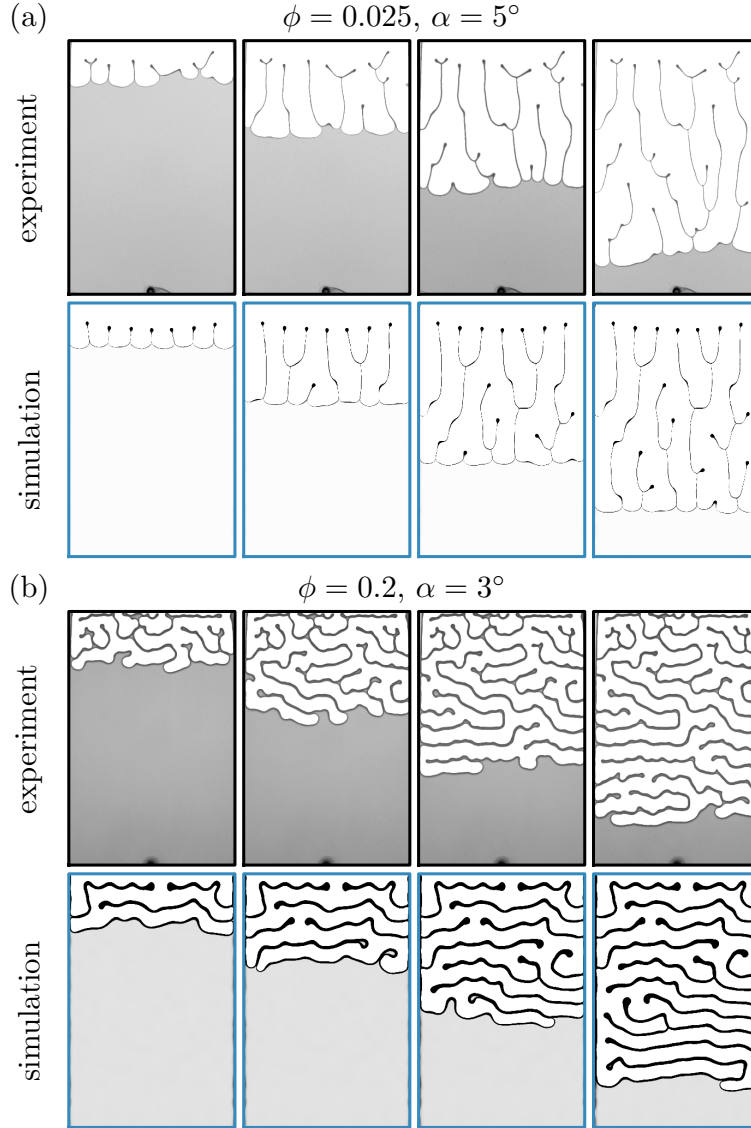 (a)
ϕ = 0.025, α = 5°
experiment
simulation
(b)
ϕ = 0.2, α = 3°
experiment
simulation